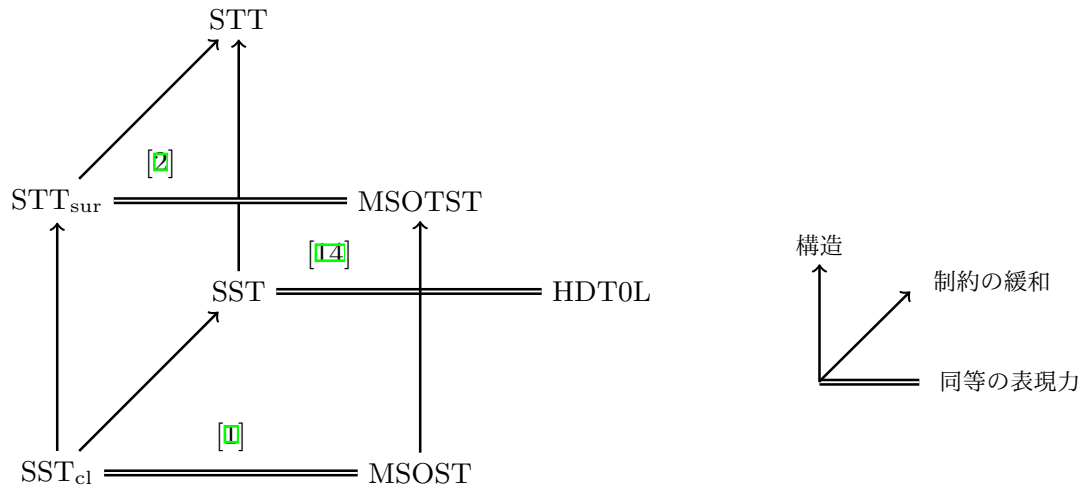 STT
[2]
STT_sur
MSOTST
[14]
SST
HDT0L
[1]
SST_cl
MSOST
構造
制約の緩和
同等の表現力